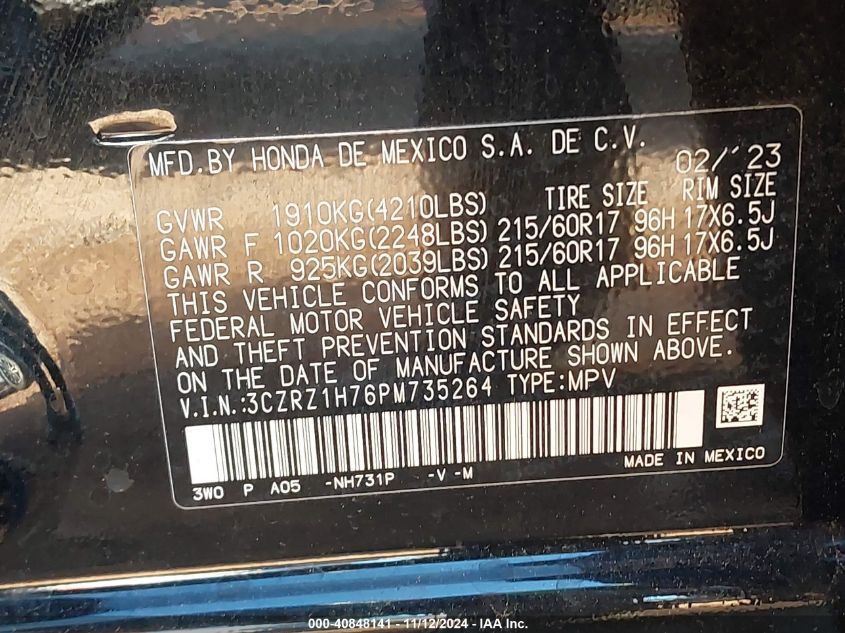 MFD.BY HONDA DE MEXICO S.A. DE C.V. 02/'23
GVWR 1910KG(4210LBS) TIRE SIZE RIM SIZE
GAWR F 1020KG(2248LBS) 215/60R17 96H 17X6.5J
GAWR R 925KG(2039LBS) 215/60R17 96H 17X6.5J
THIS VEHICLE CONFORMS TO ALL APPLICABLE
FEDERAL MOTOR VEHICLE SAFETY
AND THEFT PREVENTION STANDARDS IN EFFECT
ON THE DATE OF MANUFACTURE SHOWN ABOVE.
V.I.N.:3CZRZ1H76PM735264 TYPE:MPV
3W0 P A05 -NH731P -V -M MADE IN MEXICO
000-40848141 - 11/12/2024 - IAA Inc.